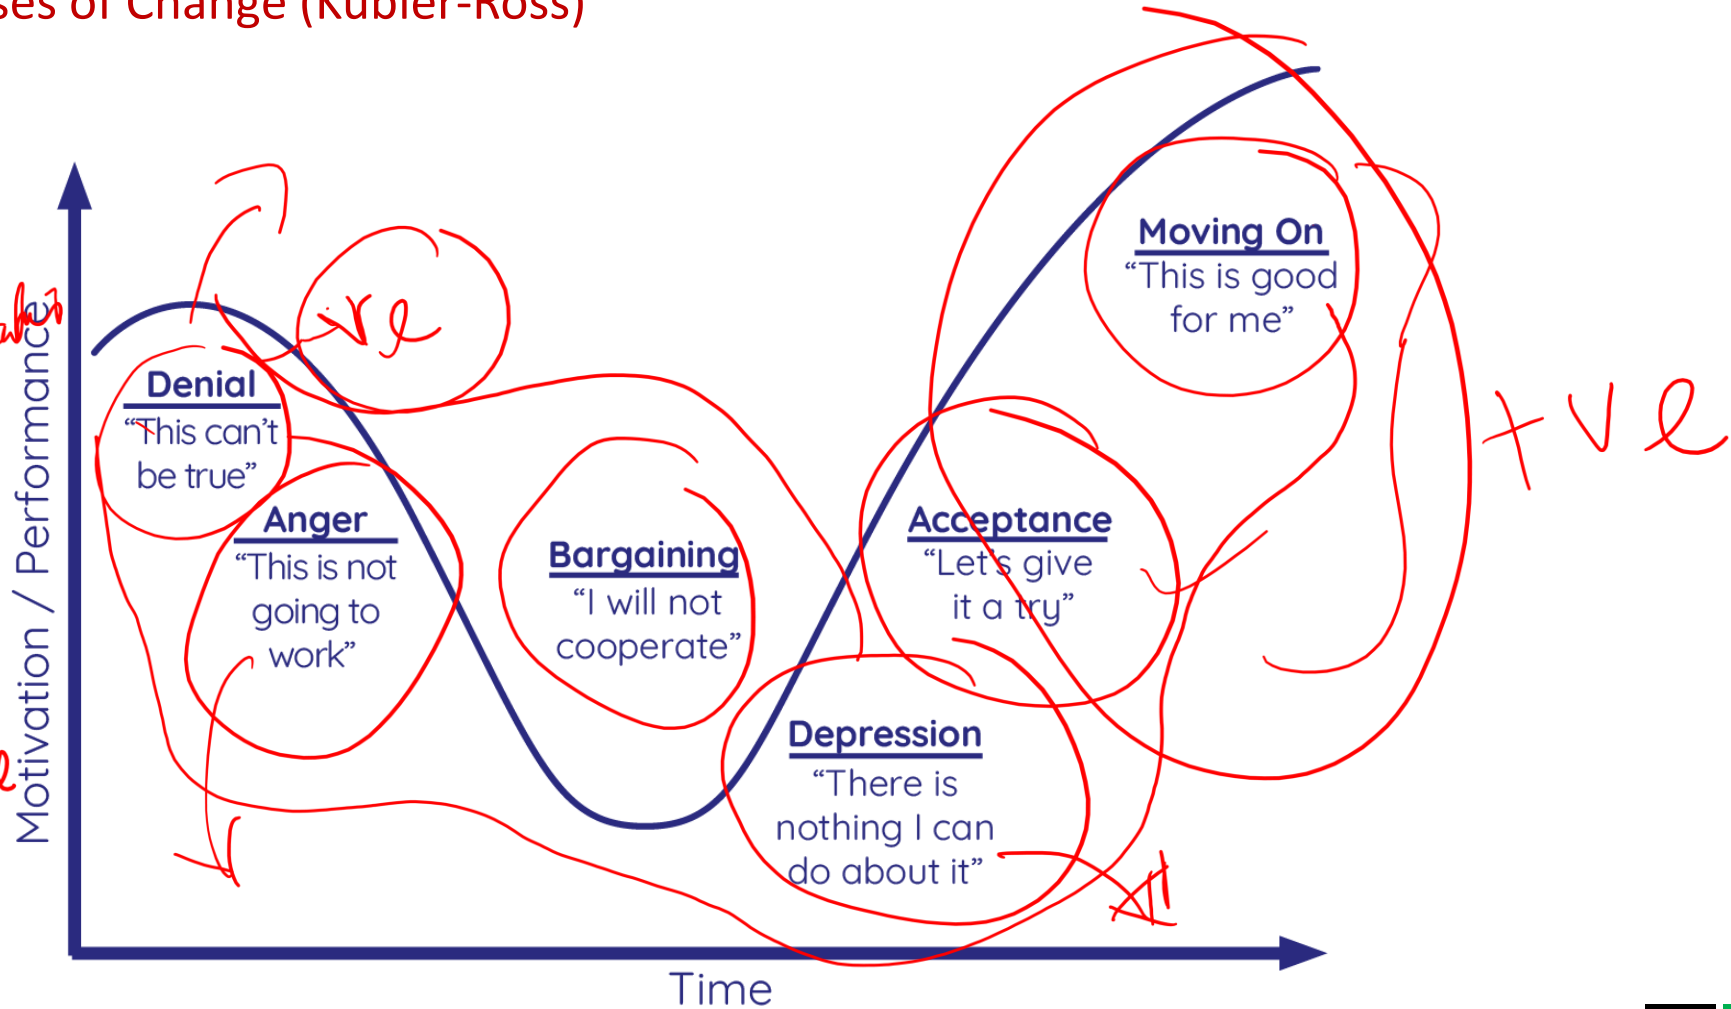 ses of Change (Kübler-Ross)
Motivation / Performance
Denial
“This can't
be true”
-ve
Anger
“This is not
going to
work”
Bargaining
“I will not
cooperate”
Depression
“There is
nothing I can
do about it”
Acceptance
“Let's give
it a try”
Moving On
“This is good
for me”
+ve
Time